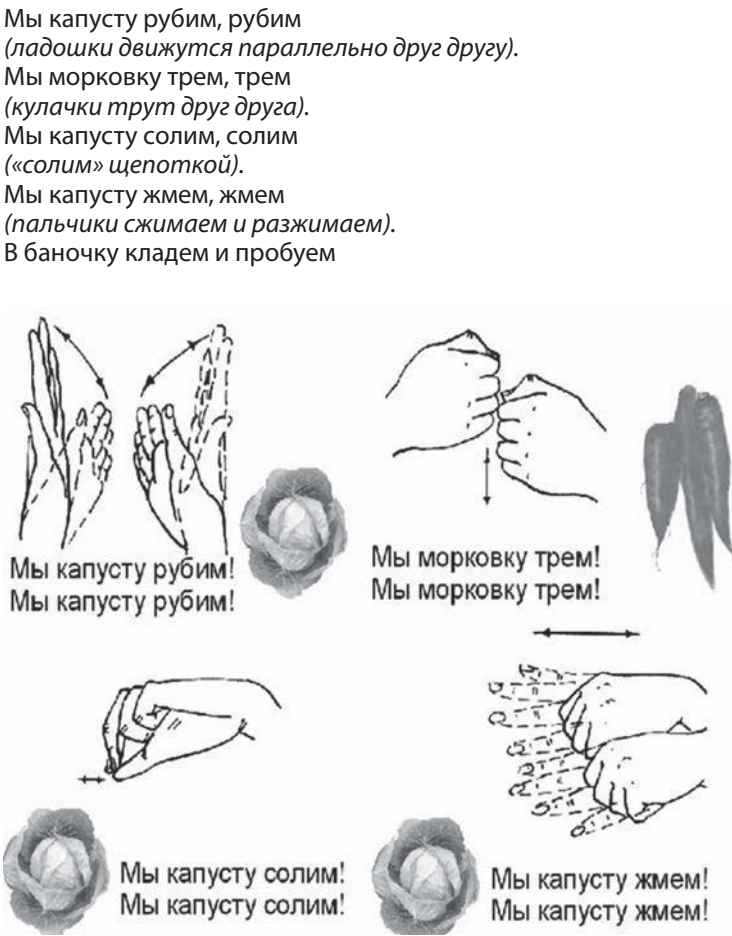 Мы капусту рубим, рубим
(ладошки движутся параллельно друг другу).
Мы морковку трем, трем
(кулачки трут друг друга).
Мы капусту солим, солим
(«солим» щепоткой).
Мы капусту жмем, жмем
(пальчики сжимаем и разжимаем).
В баночку кладем и пробуем
Мы капусту рубим!
Мы капусту рубим!
Мы морковку трем!
Мы морковку трем!
Мы капусту солим!
Мы капусту солим!
Мы капусту жмем!
Мы капусту жмем!